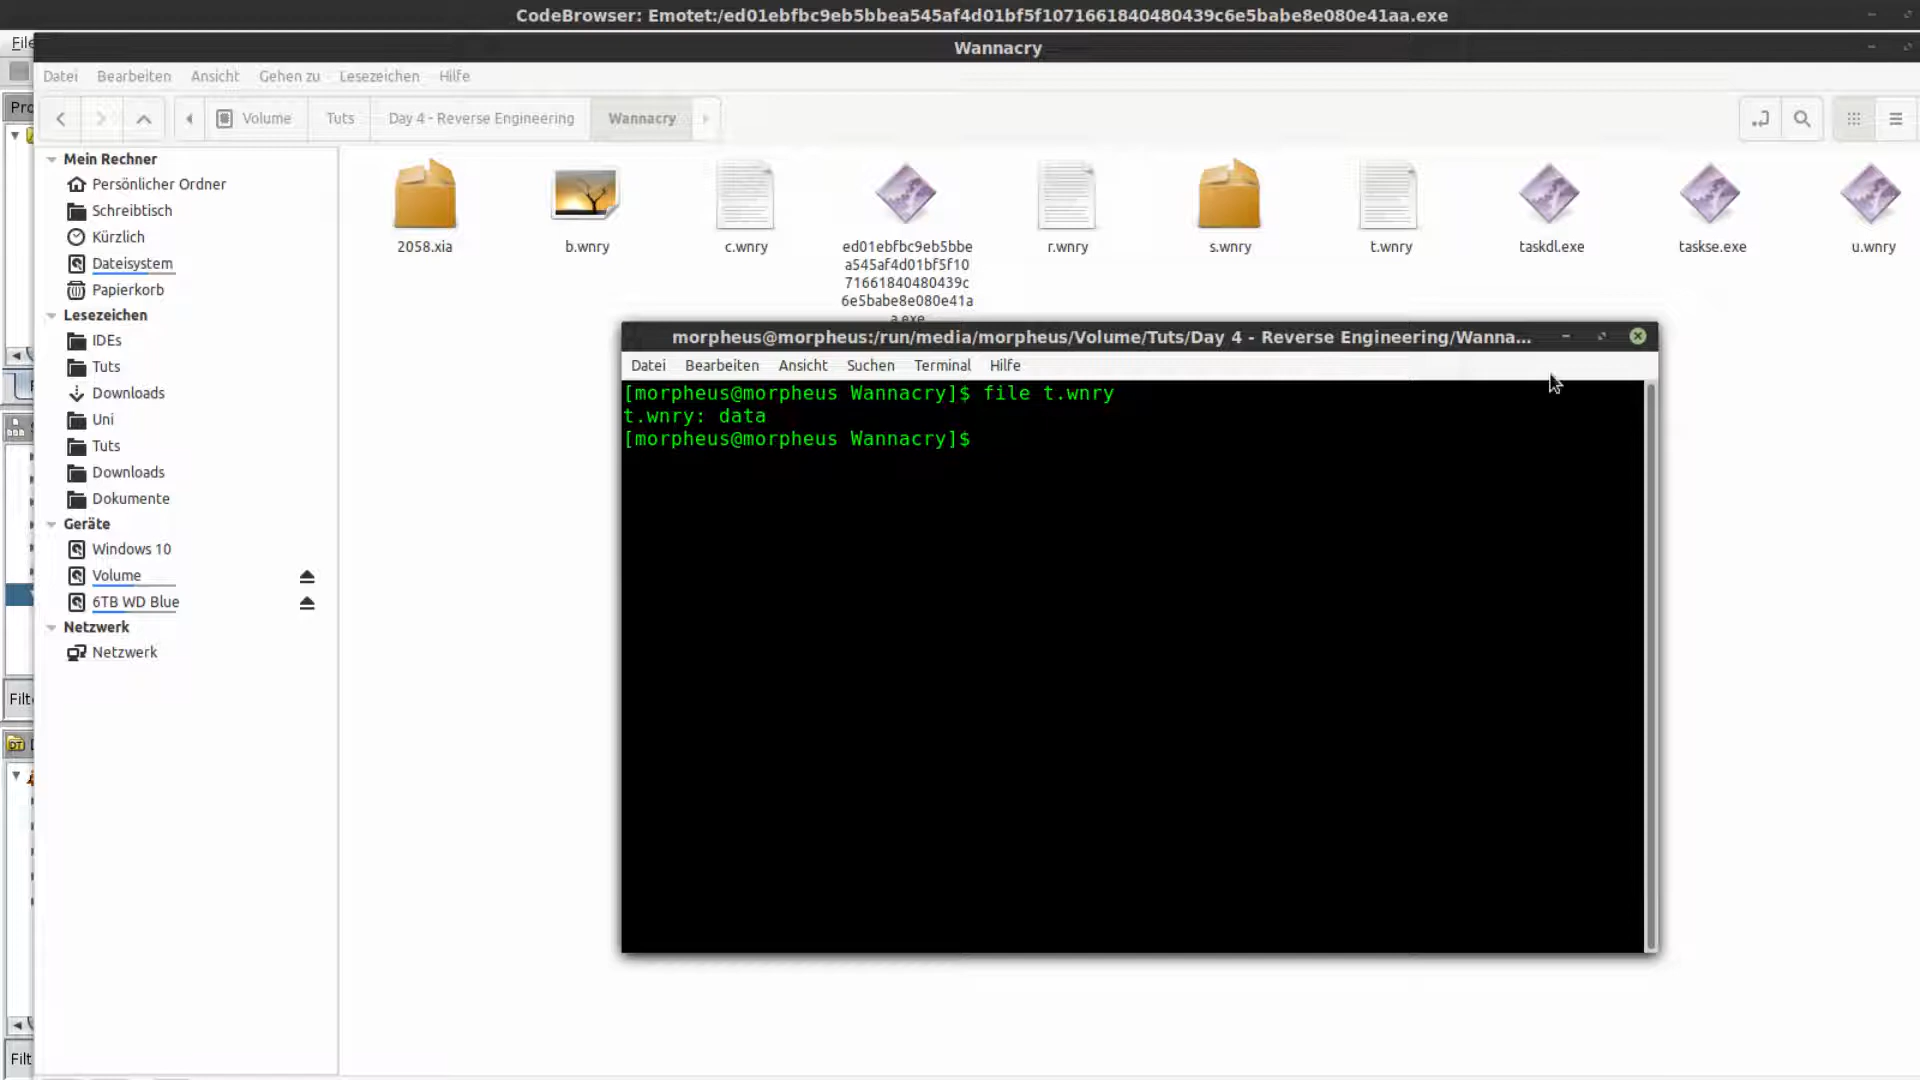 CodeBrowser: Emotet:/ed01ebfbc9eb5bbea545af4d01bf5f1071661840480439c6e5babe8e080e41aa.exe
File
Wannacry
Datei Bearbeiten Ansicht Gehen zu Lesezeichen Hilfe
Volume Tuts Day 4 - Reverse Engineering Wannacry
Mein Rechner
Persönlicher Ordner
Schreibtisch
Kürzlich
Dateisystem
Papierkorb
Lesezeichen
IDEs
Tuts
Downloads
Uni
Tuts
Downloads
Dokumente
Geräte
Windows 10
Volume
6TB WD Blue
Netzwerk
Netzwerk
2058.xia
b.wnry
c.wnry
ed01ebfbc9eb5bbe
a545af4d01bf5f10
71661840480439c
6e5babe8e080e41a
a.exe
r.wnry
s.wnry
t.wnry
taskdl.exe
taskse.exe
u.wnry
morpheus@morpheus:/run/media/morpheus/Volume/Tuts/Day 4 - Reverse Engineering/Wanna...
Datei Bearbeiten Ansicht Suchen Terminal Hilfe
[morpheus@morpheus Wannacry]$ file t.wnry
t.wnry: data
[morpheus@morpheus Wannacry]$